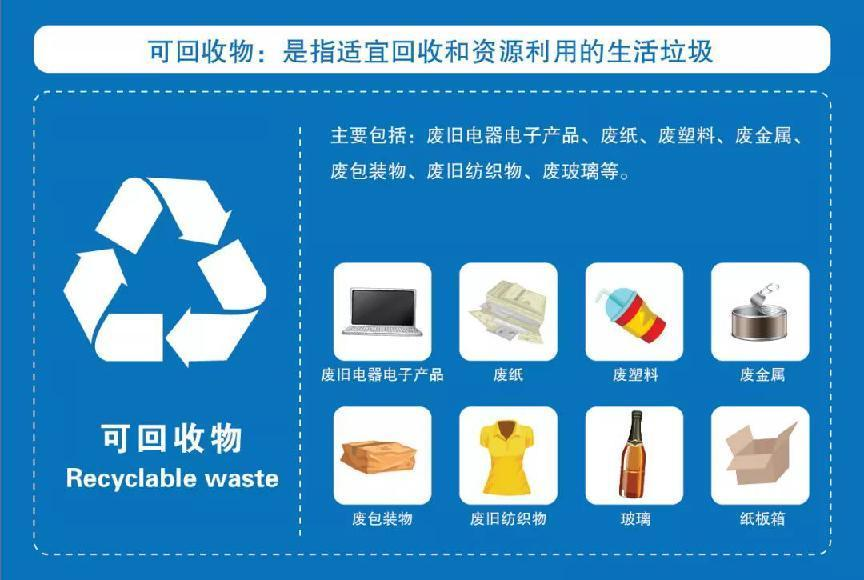 可回收物：是指适宜回收和资源利用的生活垃圾
主要包括：废旧电器电子产品、废纸、废塑料、废金属、
废包装物、废旧纺织物、废玻璃等。
废旧电器电子产品
废纸
废塑料
废金属
可回收物
Recyclable waste
废包装物
废旧纺织物
玻璃
纸板箱